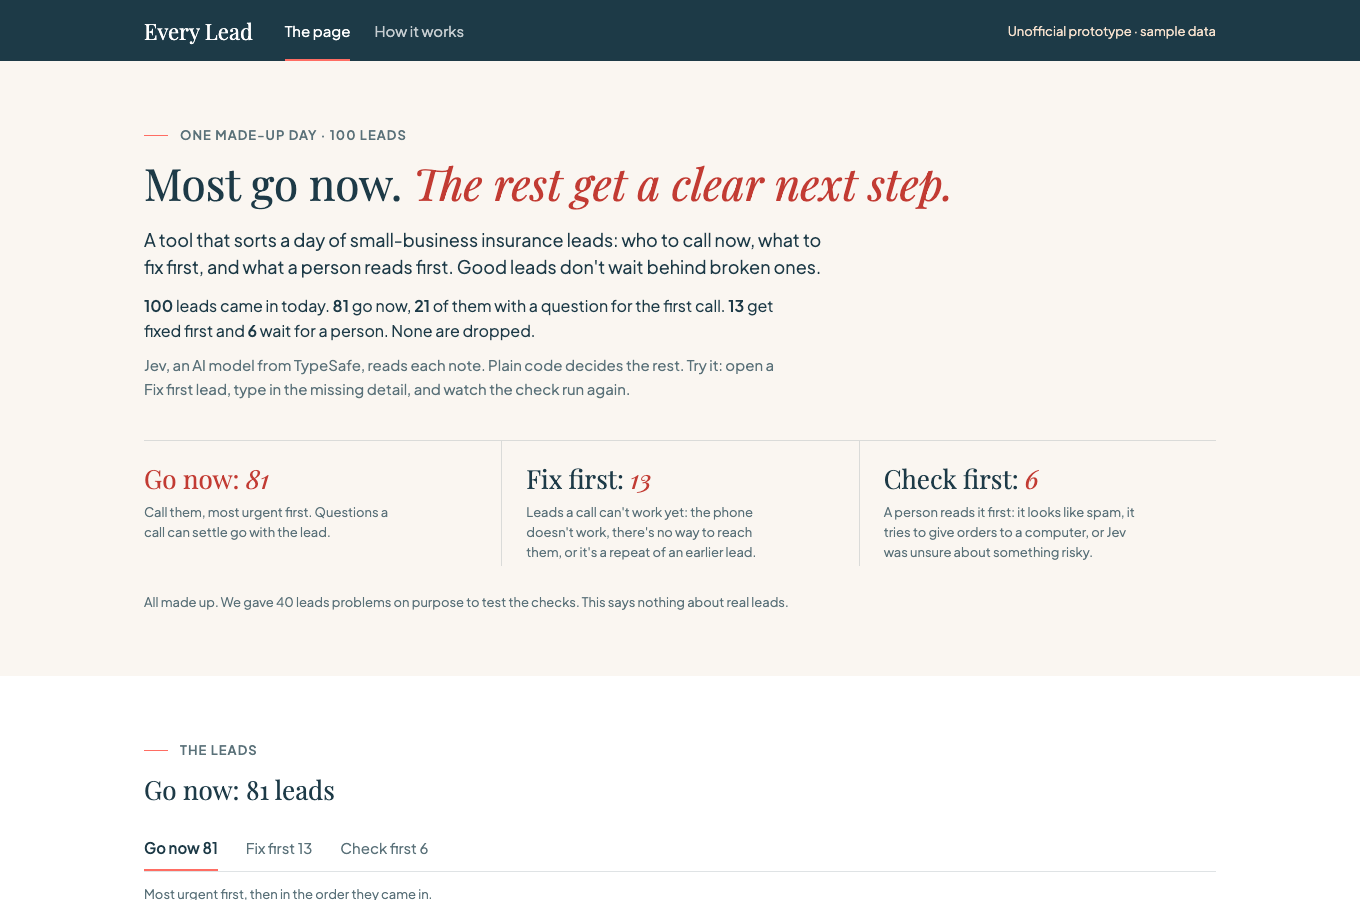 Every Lead
The page
How it works
Unofficial prototype · sample data
ONE MADE-UP DAY · 100 LEADS
Most go now. The rest get a clear next step.
A tool that sorts a day of small-business insurance leads: who to call now, what to
fix first, and what a person reads first. Good leads don't wait behind broken ones.
100 leads came in today. 81 go now, 21 of them with a question for the first call. 13 get
fixed first and 6 wait for a person. None are dropped.
Jev, an AI model from TypeSafe, reads each note. Plain code decides the rest. Try it: open a
Fix first lead, type in the missing detail, and watch the check run again.
Go now: 81
Call them, most urgent first. Questions a
call can settle go with the lead.
Fix first: 13
Leads a call can't work yet: the phone
doesn't work, there's no way to reach
them, or it's a repeat of an earlier lead.
Check first: 6
A person reads it first: it looks like spam, it
tries to give orders to a computer, or Jev
was unsure about something risky.
All made up. We gave 40 leads problems on purpose to test the checks. This says nothing about real leads.
THE LEADS
Go now: 81 leads
Go now 81
Fix first 13
Check first 6
Most urgent first, then in the order they came in.